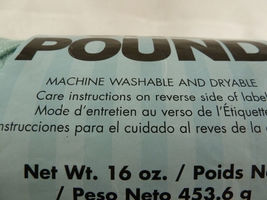 POUND
MACHINE WASHABLE AND DRYABLE
Care instructions on reverse side of label
Mode d'entretien au verso de l'Étiquette
nstrucciones para el cuidado al reves de la
Net Wt. 16 oz. / Poids N
/ Peso Neto 453.6 g